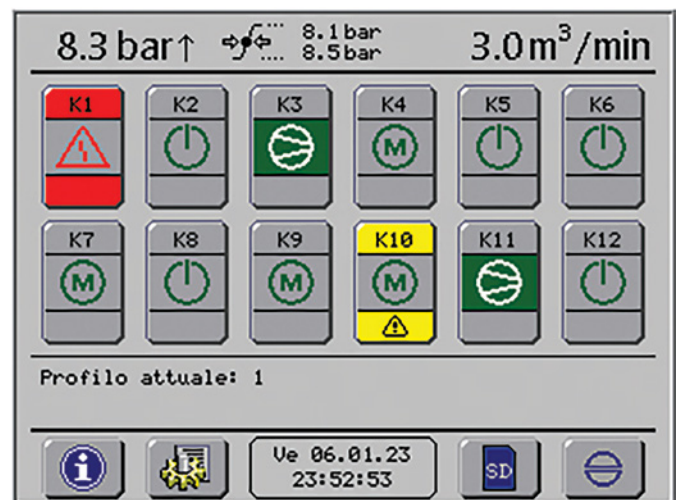 8.3 bar↑ 8.1 bar 3.0 m³/min
8.5 bar
K1 K2 K3 K4 K5 K6
M
K7 K8 K9 K10 K11 K12
M M M
Profilo attuale: 1
i Ve 06.01.23 SD
23:52:53